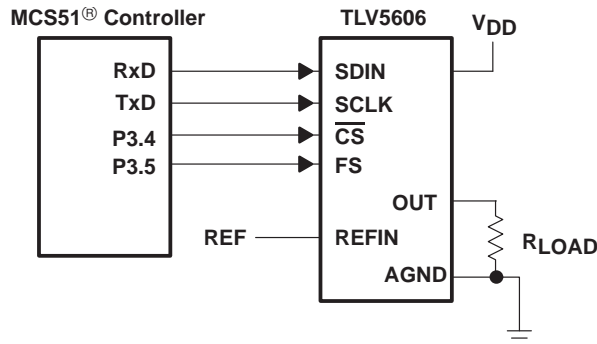 MCS51® Controller
TLV5606
VDD
RxD
SDIN
TxD
SCLK
P3.4
CS
P3.5
FS
OUT
REF
REFIN
RLOAD
AGND